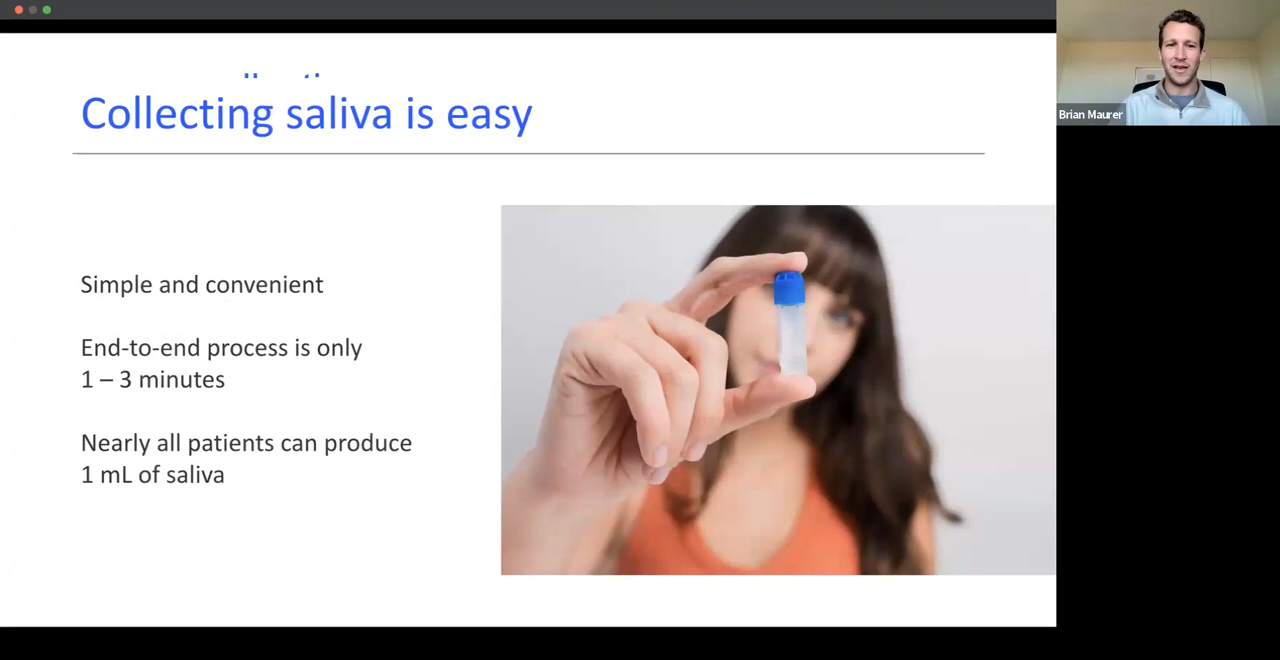 Collecting saliva is easy
Brian Maurer
Simple and convenient
End-to-end process is only
1 – 3 minutes
Nearly all patients can produce
1 mL of saliva